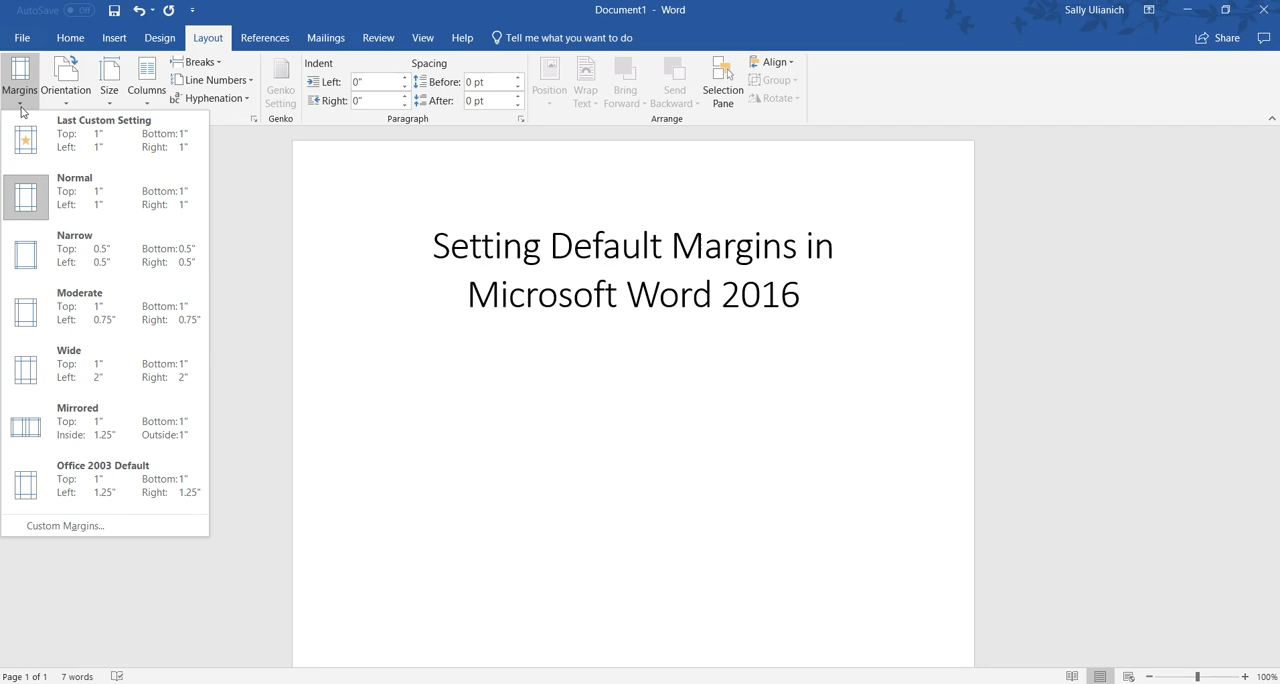 AutoSave Off
Document1 - Word
Sally Ulianich
File Home Insert Design Layout References Mailings Review View Help Tell me what you want to do
Share
Margins Orientation Size Columns
Breaks
Line Numbers
Hyphenation
Genko
Setting
Genko
Indent Spacing
Left: 0" Before: 0 pt
Right: 0" After: 0 pt
Paragraph
Position Wrap
Text
Bring
Forward
Send
Backward
Selection
Pane
Align
Group
Rotate
Arrange
Last Custom Setting
Top: 1" Bottom: 1"
Left: 1" Right: 1"
Normal
Top: 1" Bottom: 1"
Left: 1" Right: 1"
Narrow
Top: 0.5" Bottom: 0.5"
Left: 0.5" Right: 0.5"
Moderate
Top: 1" Bottom: 1"
Left: 0.75" Right: 0.75"
Wide
Top: 1" Bottom: 1"
Left: 2" Right: 2"
Mirrored
Top: 1" Bottom: 1"
Inside: 1.25" Outside: 1"
Office 2003 Default
Top: 1" Bottom: 1"
Left: 1.25" Right: 1.25"
Custom Margins...
Setting Default Margins in
Microsoft Word 2016
Page 1 of 1 7 words
100%